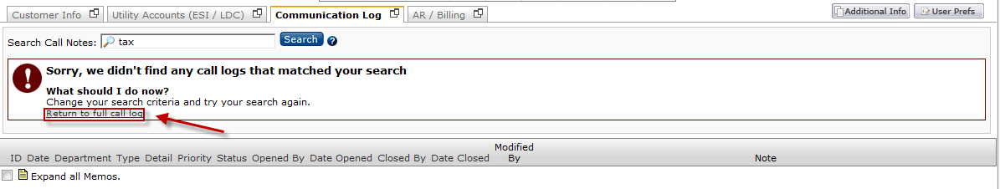 Customer Info
Utility Accounts (ESI / LDC)
Communication Log
AR / Billing
Additional Info
User Prefs
Search Call Notes:
tax
Search
?
!
Sorry, we didn't find any call logs that matched your search
What should I do now?
Change your search criteria and try your search again.
Return to full call log
ID Date Department Type Detail Priority Status Opened By Date Opened Closed By Date Closed Modified By Note
Expand all Memos.